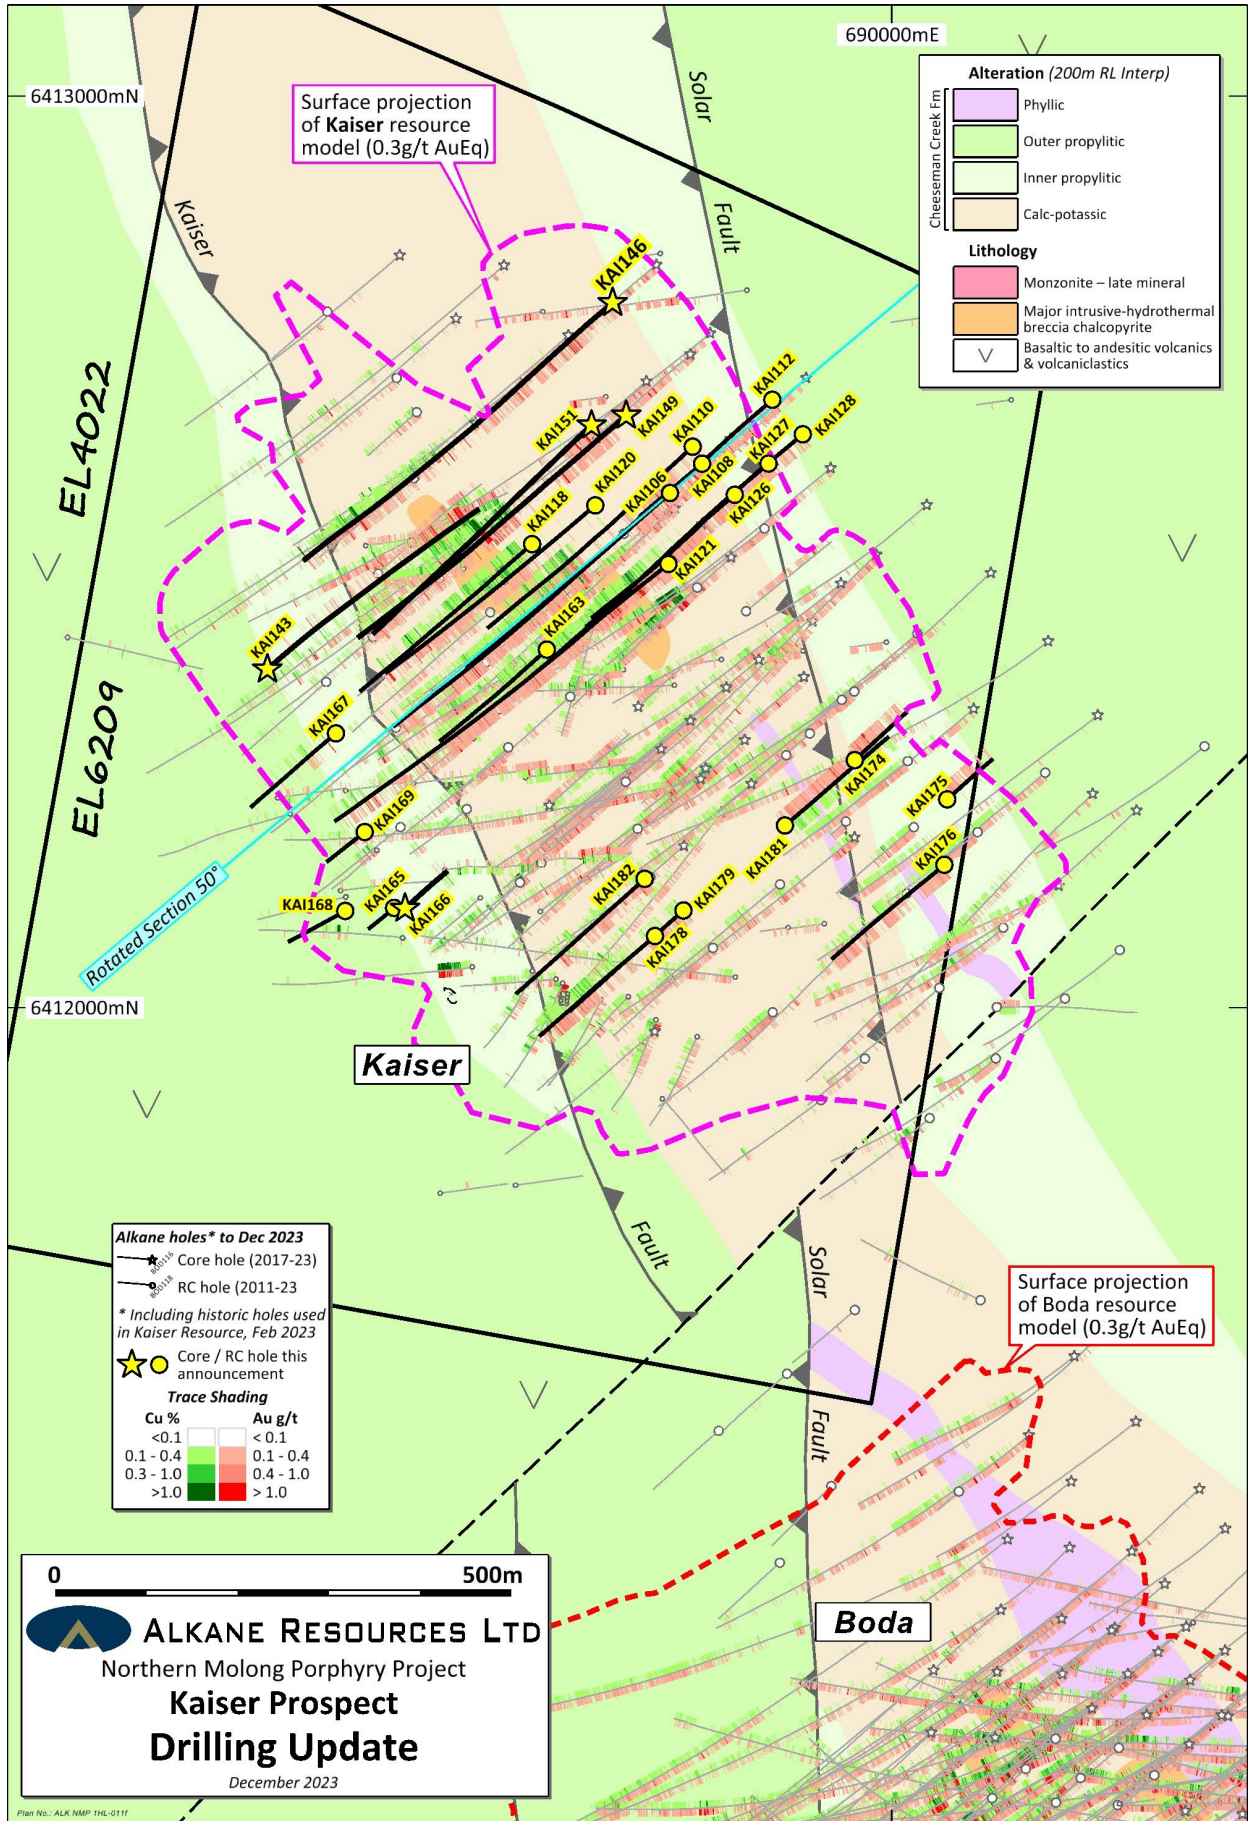 690000mE
6413000mN
Surface projection
of Kaiser resource
model (0.3g/t AuEq)
Solar
Fault
Kaiser
Alteration (200m RL Interp)
Cheeseman Creek Fm
Phyllic
Outer propylitic
Inner propylitic
Calc-potassic
Lithology
Monzonite – late mineral
Major intrusive-hydrothermal
breccia chalcopyrite
Basaltic to andesitic volcanics
& volcaniclastics
EL4022
EL6209
KAI146
KAI112
KAI149
KAI151
KAI110
KAI128
KAI127
KAI120
KAI108
KAI106
KAI126
KAI118
KAI121
KAI163
KAI143
KAI167
KAI174
KAI175
KAI169
KAI181
KAI176
KAI182
KAI179
KAI165
KAI168
KAI166
KAI178
Rotated Section 50°
6412000mN
Kaiser
Fault
Solar
Fault
Alkane holes* to Dec 2023
BOD116
Core hole (2017-23)
BOD118
RC hole (2011-23
* Including historic holes used
in Kaiser Resource, Feb 2023
Core / RC hole this
announcement
Trace Shading
Cu % Au g/t
<0.1 < 0.1
0.1 - 0.4 0.1 - 0.4
0.3 - 1.0 0.4 - 1.0
>1.0 > 1.0
Surface projection
of Boda resource
model (0.3g/t AuEq)
Boda
0 500m
ALKANE RESOURCES LTD
Northern Molong Porphyry Project
Kaiser Prospect
Drilling Update
December 2023
Plan No.: ALK NMP 1HL-011f